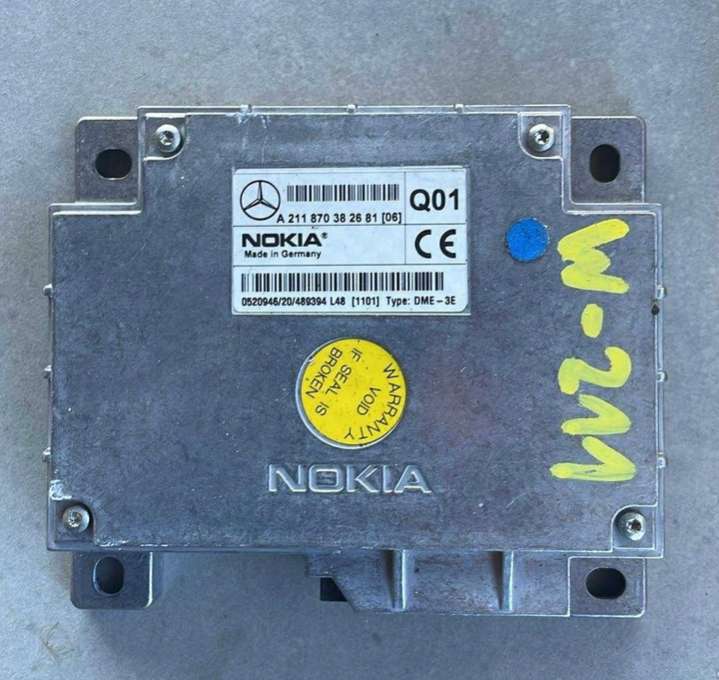 A 211 870 38 26 81 [06]
Q01
NOKIA®
Made in Germany
CE
0520946/20/489394 L48 [1101] Type: DME-3E
WARRANTY
VOID
IF SEAL IS
BROKEN
NOKIA
W-211